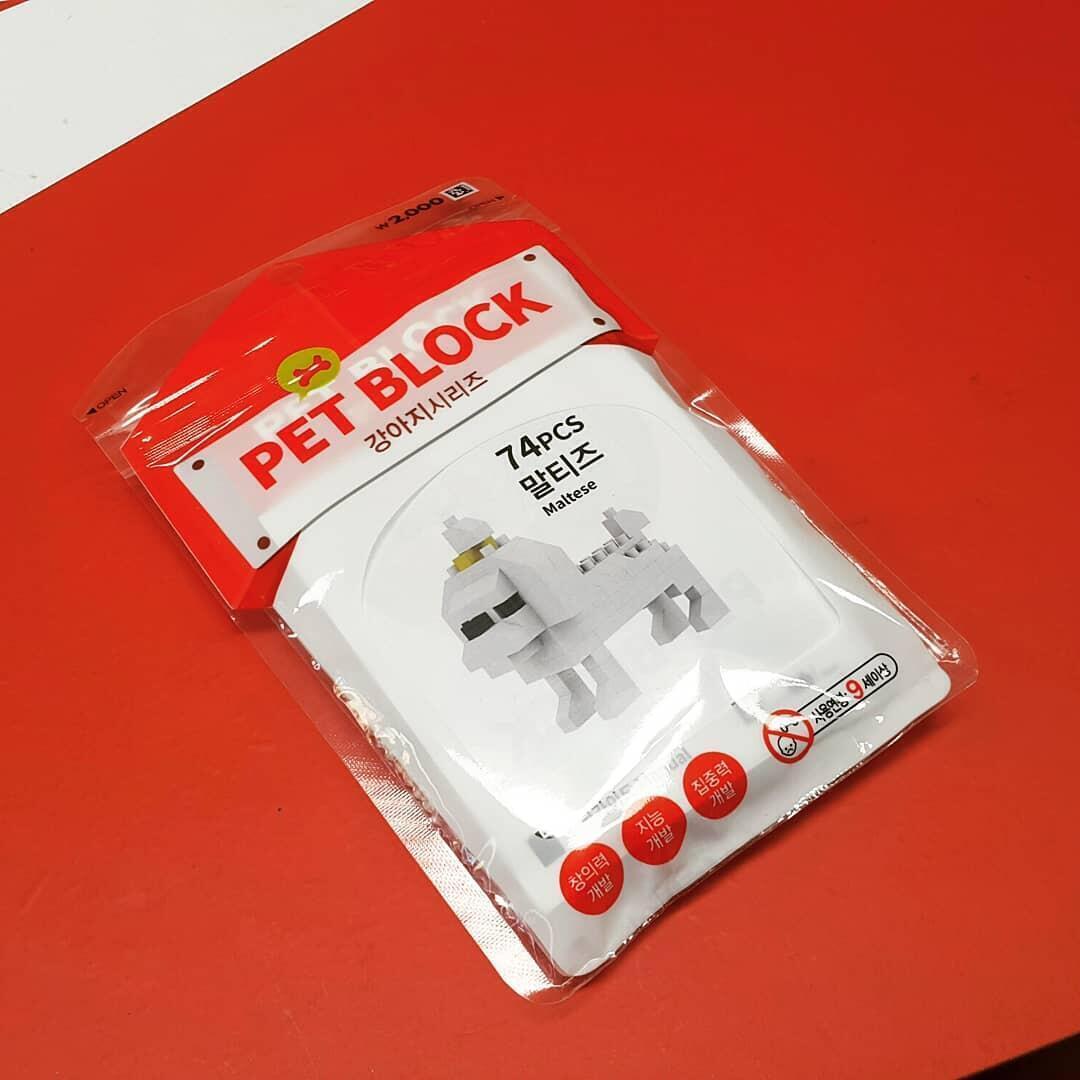 ₩2,000
OPEN
OPEN
PET BLOCK
강아지시리즈
74PCS
말티즈
Maltese
사용연령: 9세이상
집중력
개발
지능
개발
창의력
개발